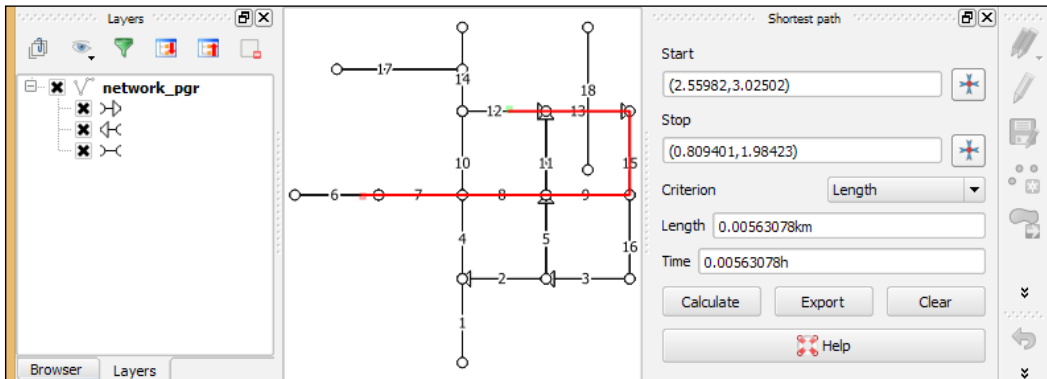 Layers
network_pgr
Browser
Layers
17
14
18
12
13
10
11
15
6
7
8
9
4
5
16
2
3
1
Shortest path
Start
(2.55982,3.02502)
Stop
(0.809401,1.98423)
Criterion
Length
Length
0.00563078km
Time
0.00563078h
Calculate
Export
Clear
Help